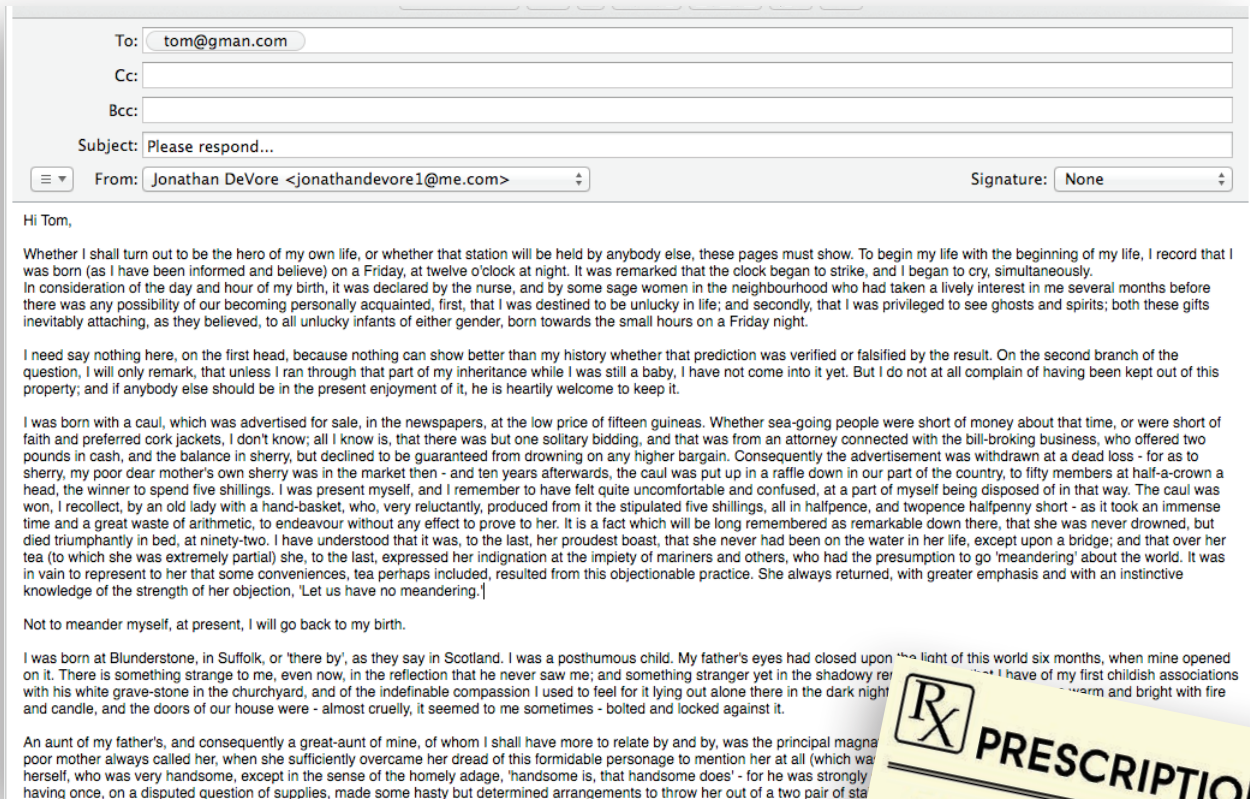 To: tom@gman.com
Cc:
Bcc:
Subject: Please respond...
From: Jonathan DeVore <jonathandevore1@me.com> Signature: None
Hi Tom,
Whether I shall turn out to be the hero of my own life, or whether that station will be held by anybody else, these pages must show. To begin my life with the beginning of my life, I record that I
was born (as I have been informed and believe) on a Friday, at twelve o'clock at night. It was remarked that the clock began to strike, and I began to cry, simultaneously.
In consideration of the day and hour of my birth, it was declared by the nurse, and by some sage women in the neighbourhood who had taken a lively interest in me several months before
there was any possibility of our becoming personally acquainted, first, that I was destined to be unlucky in life; and secondly, that I was privileged to see ghosts and spirits; both these gifts
inevitably attaching, as they believed, to all unlucky infants of either gender, born towards the small hours on a Friday night.
I need say nothing here, on the first head, because nothing can show better than my history whether that prediction was verified or falsified by the result. On the second branch of the
question, I will only remark, that unless I ran through that part of my inheritance while I was still a baby, I have not come into it yet. But I do not at all complain of having been kept out of this
property; and if anybody else should be in the present enjoyment of it, he is heartily welcome to keep it.
I was born with a caul, which was advertised for sale, in the newspapers, at the low price of fifteen guineas. Whether sea-going people were short of money about that time, or were short of
faith and preferred cork jackets, I don't know; all I know is, that there was but one solitary bidding, and that was from an attorney connected with the bill-broking business, who offered two
pounds in cash, and the balance in sherry, but declined to be guaranteed from drowning on any higher bargain. Consequently the advertisement was withdrawn at a dead loss - for as to
sherry, my poor dear mother's own sherry was in the market then - and ten years afterwards, the caul was put up in a raffle down in our part of the country, to fifty members at half-a-crown a
head, the winner to spend five shillings. I was present myself, and I remember to have felt quite uncomfortable and confused, at a part of myself being disposed of in that way. The caul was
won, I recollect, by an old lady with a hand-basket, who, very reluctantly, produced from it the stipulated five shillings, all in halfpence, and twopence halfpenny short - as it took an immense
time and a great waste of arithmetic, to endeavour without any effect to prove to her. It is a fact which will be long remembered as remarkable down there, that she was never drowned, but
died triumphantly in bed, at ninety-two. I have understood that it was, to the last, her proudest boast, that she never had been on the water in her life, except upon a bridge; and that over her
tea (to which she was extremely partial) she, to the last, expressed her indignation at the impiety of mariners and others, who had the presumption to go 'meandering' about the world. It was
in vain to represent to her that some conveniences, tea perhaps included, resulted from this objectionable practice. She always returned, with greater emphasis and with an instinctive
knowledge of the strength of her objection, 'Let us have no meandering.'
Not to meander myself, at present, I will go back to my birth.
I was born at Blunderstone, in Suffolk, or 'there by', as they say in Scotland. I was a posthumous child. My father's eyes had closed upon the light of this world six months, when mine opened
on it. There is something strange to me, even now, in the reflection that he never saw me; and something stranger yet in the shadowy I have of my first childish associations
with his white grave-stone in the churchyard, and of the indefinable compassion I used to feel for it lying out alone there in the dark night warm and bright with fire
and candle, and the doors of our house were - almost cruelly, it seemed to me sometimes - bolted and locked against it.
An aunt of my father's, and consequently a great-aunt of mine, of whom I shall have more to relate by and by, was the principal magna
poor mother always called her, when she sufficiently overcame her dread of this formidable personage to mention her at all (which was
herself, who was very handsome, except in the sense of the homely adage, 'handsome is, that handsome does' - for he was strongly
having once, on a disputed question of supplies, made some hasty but determined arrangements to throw her out of a two pair of sta
Rx PRESCRIPTIO